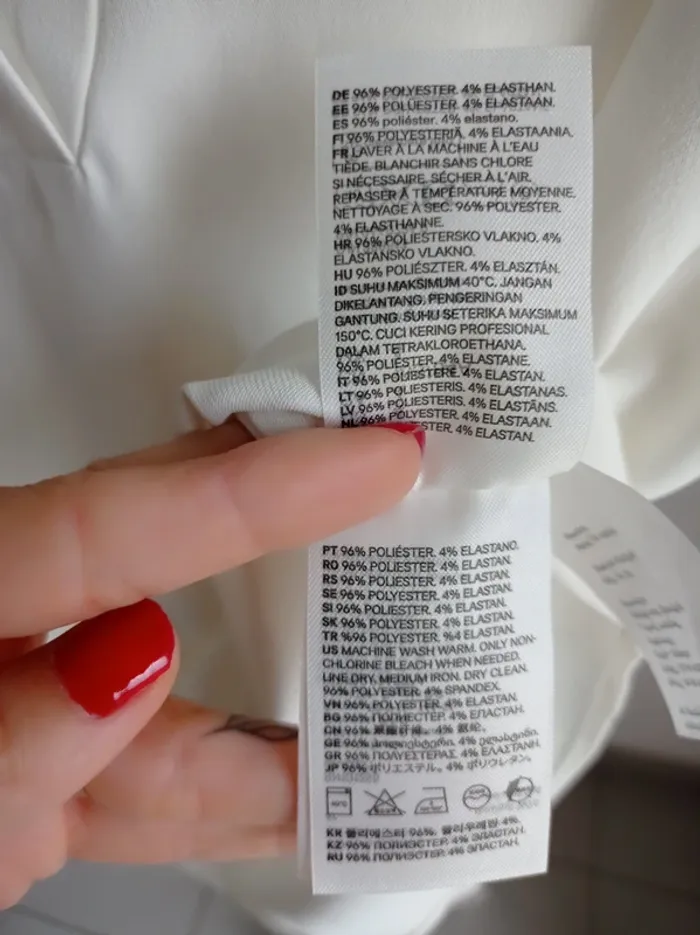 DE 96% POLYESTER. 4% ELASTHAN.
EE 96% POLÜESTER. 4% ELASTAAN.
ES 96% poliéster. 4% elastano.
FI 96% POLYESTERIÄ. 4% ELASTAANIA.
FR LAVER À LA MACHINE À L'EAU
TIÈDE. BLANCHIR SANS CHLORE
SI NÉCESSAIRE. SÉCHER À L'AIR.
REPASSER À TEMPÉRATURE MOYENNE.
NETTOYAGE À SEC. 96% POLYESTER.
4% ELASTHANNE.
HR 96% POLIESTERSKO VLAKNO. 4%
ELASTANSKO VLAKNO.
HU 96% POLIÉSZTER. 4% ELASZTÁN.
ID SUHU MAKSIMUM 40°C. JANGAN
DIKELANTANG. PENGERINGAN
GANTUNG. SUHU SETERIKA MAKSIMUM
150°C. CUCI KERING PROFESIONAL
DALAM TETRAKLOROETHANA.
96% POLIÉSTER, 4% ELASTANE.
IT 96% POLIESTERE. 4% ELASTAN.
LT 96% POLIESTERIS. 4% ELASTANAS.
LV 96% POLIESTERIS. 4% ELASTĀNS.
NL 96% POLYESTER. 4% ELASTAAN.
4% ELASTAN.
PT 96% POLIÉSTER. 4% ELASTANO.
RO 96% POLIESTER. 4% ELASTAN.
RS 96% POLIESTER. 4% ELASTAN.
SE 96% POLYESTER. 4% ELASTAN.
SI 96% POLIESTER. 4% ELASTAN.
SK 96% POLYESTER. 4% ELASTAN.
TR %96 POLYESTER. %4 ELASTAN.
US MACHINE WASH WARM. ONLY NON-
CHLORINE BLEACH WHEN NEEDED.
LINE DRY. MEDIUM IRON. DRY CLEAN.
96% POLYESTER. 4% SPANDEX.
VN 96% POLYESTER. 4% ELASTAN.
BG 96% ПОЛИЕСТЕР. 4% ЕЛАСТАН.
CN 96% 4%
GE 96% პოლიესტერი. 4% ელასტანი.
GR 96% ΠΟΛΥΕΣΤΕΡΑΣ. 4% ΕΛΑΣΤΑΝΗ.
JP 96% ポリエステル. 4% ポリウレタン.
40°C
KR 폴리에스터 96%. 폴리우레탄 4%.
KZ 96% ПОЛИЭСТЕР. 4% ЭЛАСТАН.
RU 96% ПОЛИЭСТЕР. 4% ЭЛАСТАН.